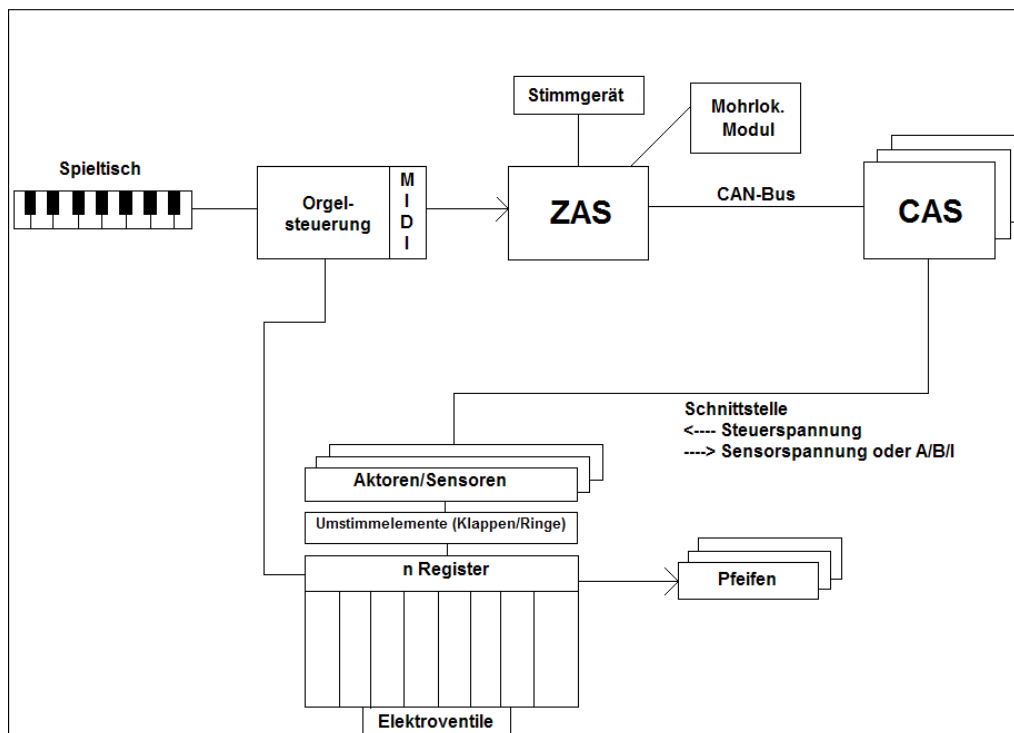 Stimmgerät
Mohrlok.
Modul
Spieltisch
Orgel-
steuerung
M
I
D
I
ZAS
CAN-Bus
CAS
Schnittstelle
<---- Steuerspannung
----> Sensorspannung oder A/B/I
Aktoren/Sensoren
Umstimmelemente (Klappen/Ringe)
n Register
Pfeifen
Elektroventile